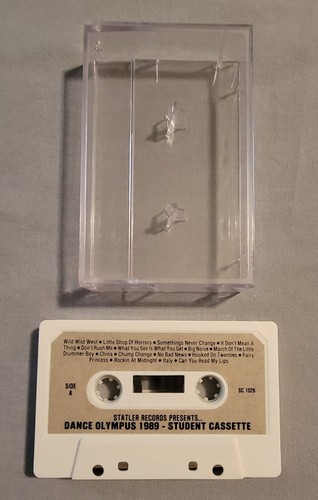 Wild Wild West ● Little Shop Of Horrors ● Somethings Never Change ● It Don't Mean A
Thing ● Don't Rush Me ● What You See Is What You Get ● Big Noise ● March Of The Little
Drummer Boy ● China ● Chump Change ● No Bad News ● Hooked On Twenties ● Fairy
Princess ● Rockin At Midnight ● Italy ● Can You Read My Lips
SIDE
A
SC 1026
STATLER RECORDS PRESENTS...
DANCE OLYMPUS 1989 - STUDENT CASSETTE